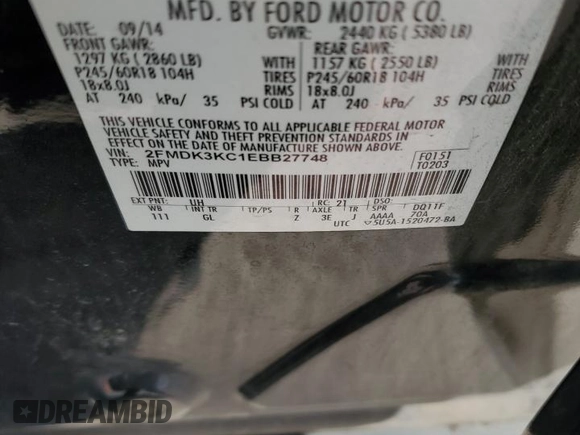 MFD. BY FORD MOTOR CO.
DATE: 09/14 GVWR: 2440 KG ( 5380 LB)
FRONT GAWR: REAR GAWR:
1297 KG ( 2860 LB) WITH 1157 KG ( 2550 LB) WITH
P245/60R18 104H TIRES P245/60R18 104H TIRES
18x8.0J RIMS 18x8.0J RIMS
AT 240 kPa/ 35 PSI COLD AT 240 kPa/ 35 PSI COLD
THIS VEHICLE CONFORMS TO ALL APPLICABLE FEDERAL MOTOR
VEHICLE SAFETY AND THEFT PREVENTION STANDARDS IN
EFFECT ON THE DATE OF MANUFACTURE SHOWN ABOVE.
VIN: 2FMDK3KC1EBB27748 F0151
TYPE: MPV T0203
EXT PNT: UH RC: 21 DSO:
WB INT TR TP/PS R AXLE TR SPR DQ11F
111 GL Z 3E J AAAA 70A
UTC 5U5A-1520472-BA
DREAMBID